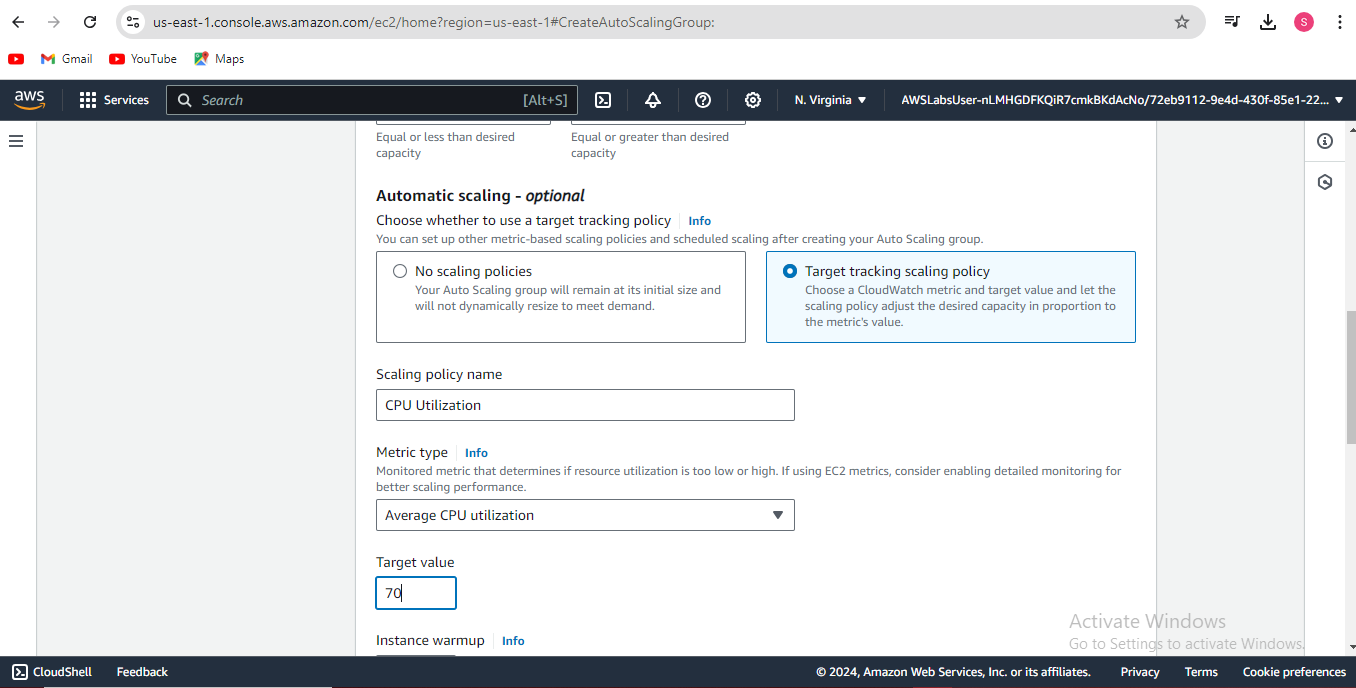 us-east-1.console.aws.amazon.com/ec2/home?region=us-east-1#CreateAutoScalingGroup:
S
Gmail
YouTube
Maps
aws
Services
Search
[Alt+S]
N. Virginia
AWSLabsUser-nLMHGDFKQiR7cmkBKdAcNo/72eb9112-9e4d-430f-85e1-22...
Equal or less than desired
capacity
Equal or greater than desired
capacity
Automatic scaling - optional
Choose whether to use a target tracking policy
Info
You can set up other metric-based scaling policies and scheduled scaling after creating your Auto Scaling group.
No scaling policies
Your Auto Scaling group will remain at its initial size and
will not dynamically resize to meet demand.
Target tracking scaling policy
Choose a CloudWatch metric and target value and let the
scaling policy adjust the desired capacity in proportion to
the metric's value.
Scaling policy name
CPU Utilization
Metric type
Info
Monitored metric that determines if resource utilization is too low or high. If using EC2 metrics, consider enabling detailed monitoring for
better scaling performance.
Average CPU utilization
Target value
70
Instance warmup
Info
Activate Windows
Go to Settings to activate Windows.
CloudShell
Feedback
© 2024, Amazon Web Services, Inc. or its affiliates.
Privacy
Terms
Cookie preferences